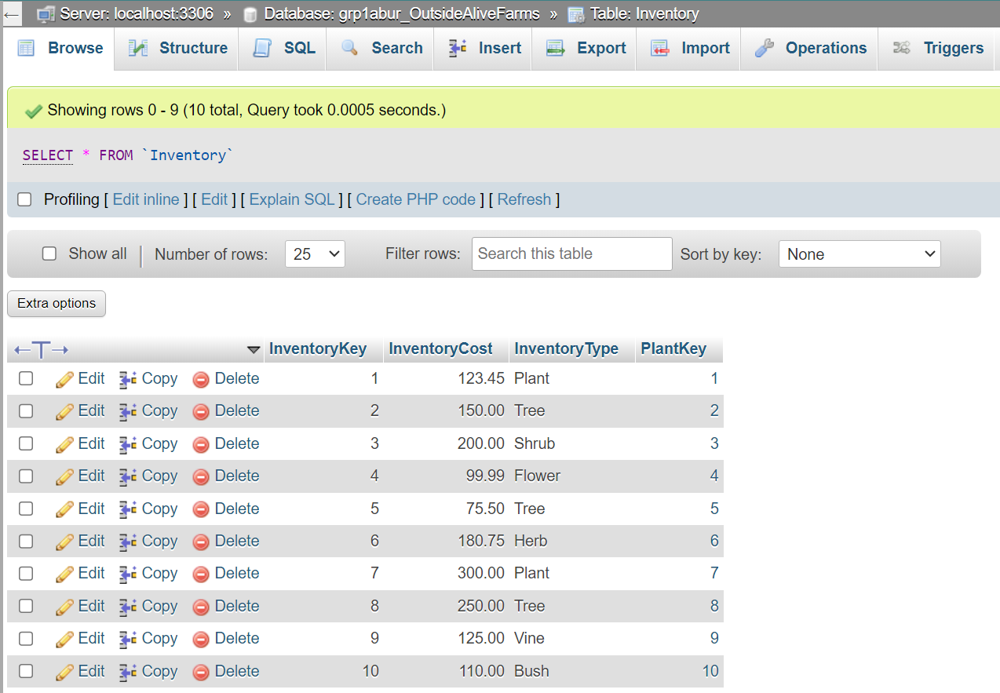 Server: localhost:3306 » Database: grp1abur_OutsideAliveFarms » Table: Inventory
Browse Structure SQL Search Insert Export Import Operations Triggers
Showing rows 0 - 9 (10 total, Query took 0.0005 seconds.)
SELECT * FROM `Inventory`
Profiling [ Edit inline ] [ Edit ] [ Explain SQL ] [ Create PHP code ] [ Refresh ]
Show all | Number of rows: 25 Filter rows: Search this table Sort by key: None
Extra options
←T→ InventoryKey InventoryCost InventoryType PlantKey
Edit Copy Delete 1 123.45 Plant 1
Edit Copy Delete 2 150.00 Tree 2
Edit Copy Delete 3 200.00 Shrub 3
Edit Copy Delete 4 99.99 Flower 4
Edit Copy Delete 5 75.50 Tree 5
Edit Copy Delete 6 180.75 Herb 6
Edit Copy Delete 7 300.00 Plant 7
Edit Copy Delete 8 250.00 Tree 8
Edit Copy Delete 9 125.00 Vine 9
Edit Copy Delete 10 110.00 Bush 10